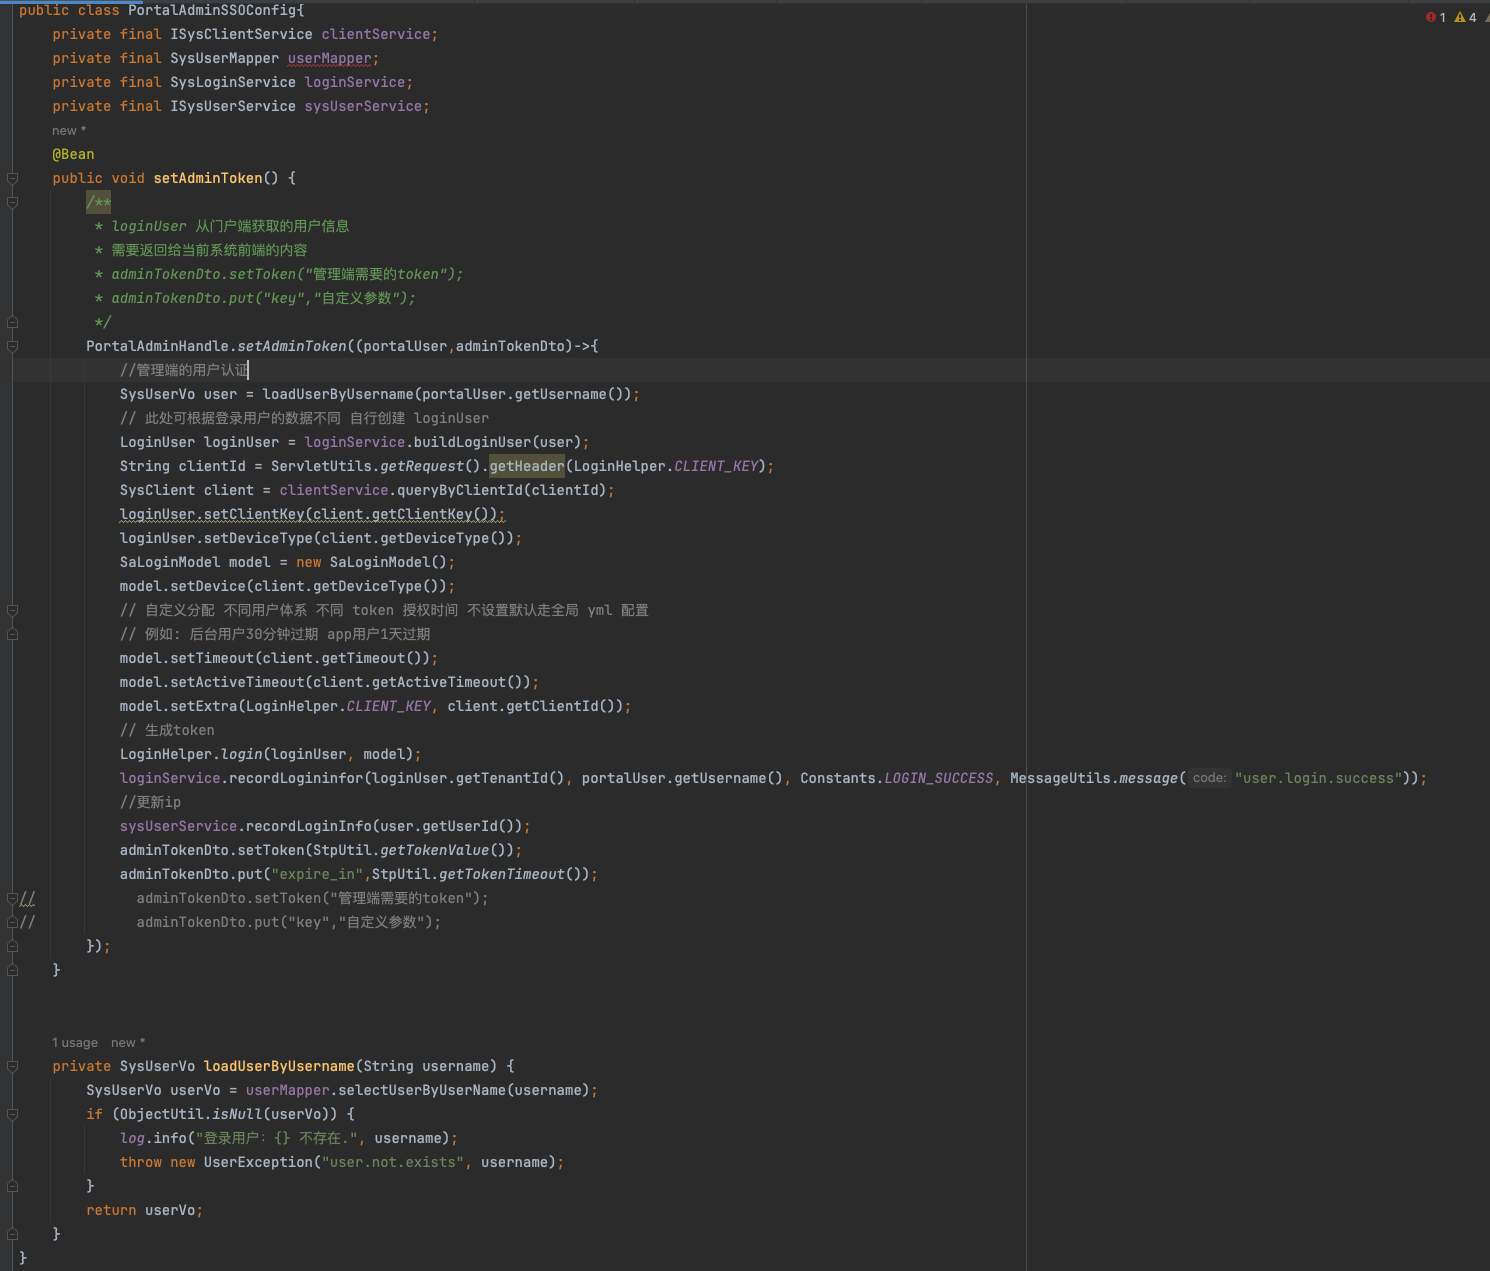 public class PortalAdminSSOConfig{
    private final ISysClientService clientService;
    private final SysUserMapper userMapper;
    private final SysLoginService loginService;
    private final ISysUserService sysUserService;
    new *
    @Bean
    public void setAdminToken() {
        /**
         * loginUser 从门户端获取的用户信息
         * 需要返回给当前系统前端的内容
         * adminTokenDto.setToken("管理端需要的token");
         * adminTokenDto.put("key","自定义参数");
         */
        PortalAdminHandle.setAdminToken((portalUser,adminTokenDto)->{
            //管理端的用户认证
            SysUserVo user = loadUserByUsername(portalUser.getUsername());
            // 此处可根据登录用户的数据不同 自行创建 loginUser
            LoginUser loginUser = loginService.buildLoginUser(user);
            String clientId = ServletUtils.getRequest().getHeader(LoginHelper.CLIENT_KEY);
            SysClient client = clientService.queryByClientId(clientId);
            loginUser.setClientKey(client.getClientKey());
            loginUser.setDeviceType(client.getDeviceType());
            SaLoginModel model = new SaLoginModel();
            model.setDevice(client.getDeviceType());
            // 自定义分配 不同用户体系 不同 token 授权时间 不设置默认走全局 yml 配置
            // 例如: 后台用户30分钟过期 app用户1天过期
            model.setTimeout(client.getTimeout());
            model.setActiveTimeout(client.getActiveTimeout());
            model.setExtra(LoginHelper.CLIENT_KEY, client.getClientId());
            // 生成token
            LoginHelper.login(loginUser, model);
            loginService.recordLogininfor(loginUser.getTenantId(), portalUser.getUsername(), Constants.LOGIN_SUCCESS, MessageUtils.message( code: "user.login.success"));
            //更新ip
            sysUserService.recordLoginInfo(user.getUserId());
            adminTokenDto.setToken(StpUtil.getTokenValue());
            adminTokenDto.put("expire_in",StpUtil.getTokenTimeout());
//            adminTokenDto.setToken("管理端需要的token");
//            adminTokenDto.put("key","自定义参数");
        });
    }
    1 usage new *
    private SysUserVo loadUserByUsername(String username) {
        SysUserVo userVo = userMapper.selectUserByUserName(username);
        if (ObjectUtil.isNull(userVo)) {
            log.info("登录用户：{} 不存在.", username);
            throw new UserException("user.not.exists", username);
        }
        return userVo;
    }
}
1 4